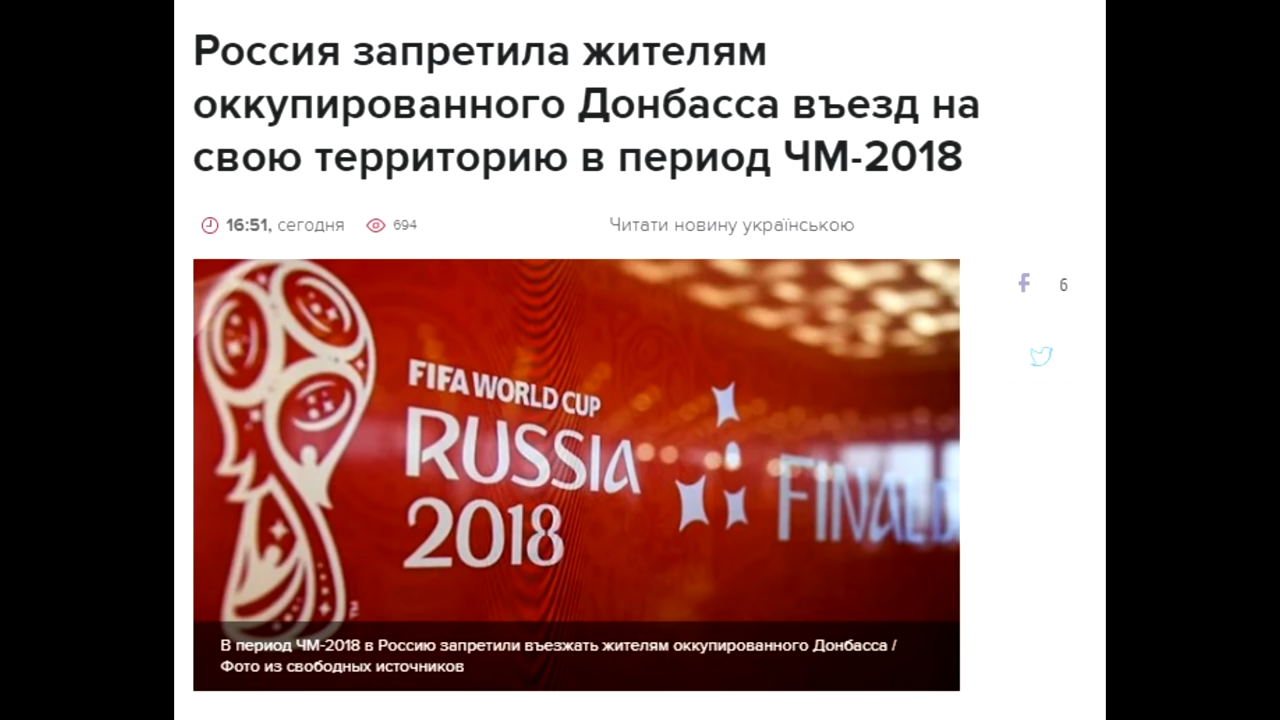 Россия запретила жителям
оккупированного Донбасса въезд на
свою территорию в период ЧМ-2018
16:51, сегодня 694 Читати новину українською
6
FIFA WORLD CUP
RUSSIA
2018
FINAL
TM
В период ЧМ-2018 в Россию запретили въезжать жителям оккупированного Донбасса /
Фото из свободных источников